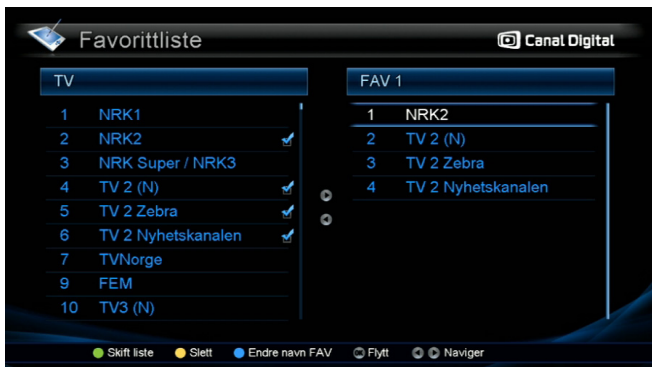 Favorittliste
Canal Digital
TV
1 NRK1
2 NRK2
3 NRK Super / NRK3
4 TV 2 (N)
5 TV 2 Zebra
6 TV 2 Nyhetskanalen
7 TVNorge
9 FEM
10 TV3 (N)
FAV 1
1 NRK2
2 TV 2 (N)
3 TV 2 Zebra
4 TV 2 Nyhetskanalen
Skift liste Slett Endre navn FAV OK Flytt Naviger